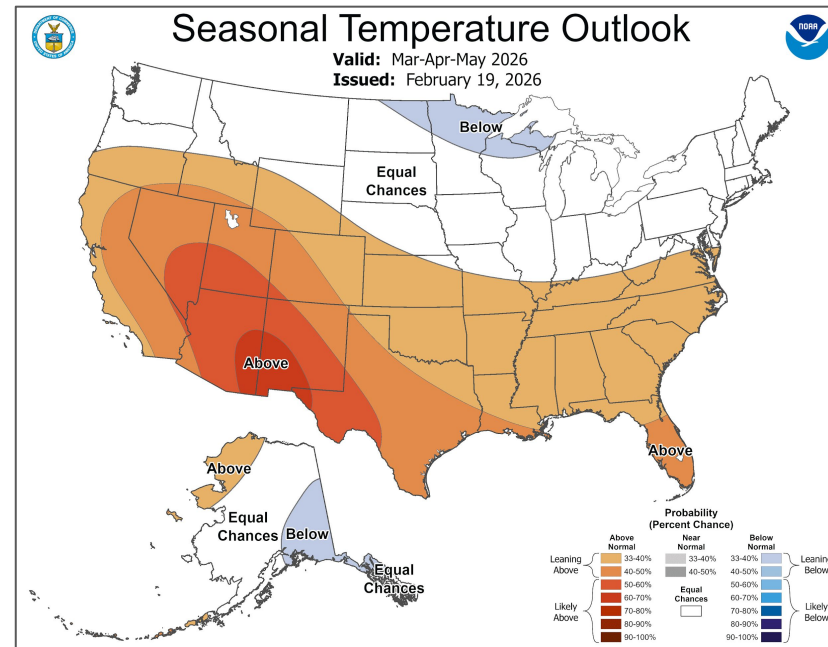 Seasonal Temperature Outlook
Valid: Mar-Apr-May 2026
Issued: February 19, 2026
NOAA
Below
Equal
Chances
Above
Above
Above
Equal
Chances
Below
Equal
Chances
Probability
(Percent Chance)
Above
Normal
Near
Normal
Below
Normal
Leaning
Above
33-40%
40-50%
33-40%
40-50%
33-40%
40-50%
Leaning
Below
Likely
Above
50-60%
60-70%
70-80%
80-90%
90-100%
Equal
Chances
50-60%
60-70%
70-80%
80-90%
90-100%
Likely
Below